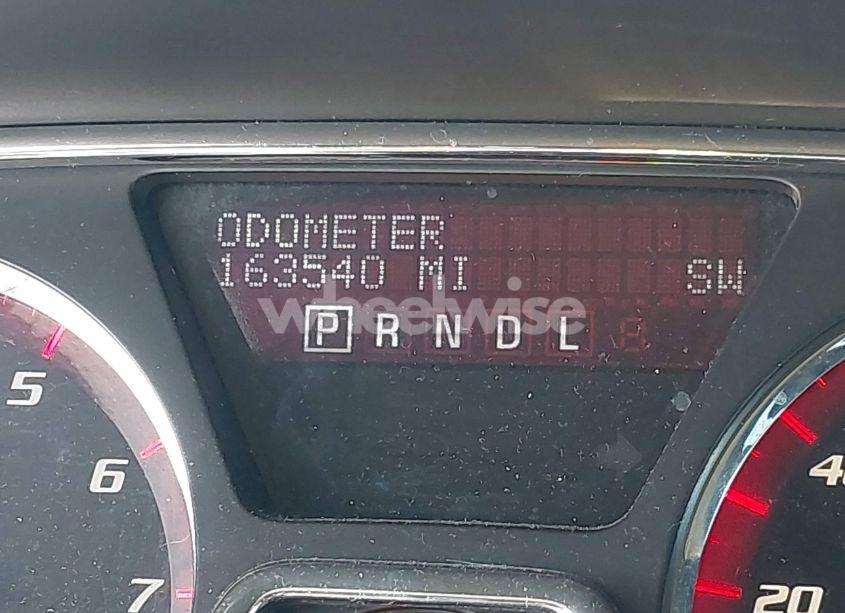 ODOMETER
163540 MI SW
wheelwise
P R N D L
5
6
7
40
20